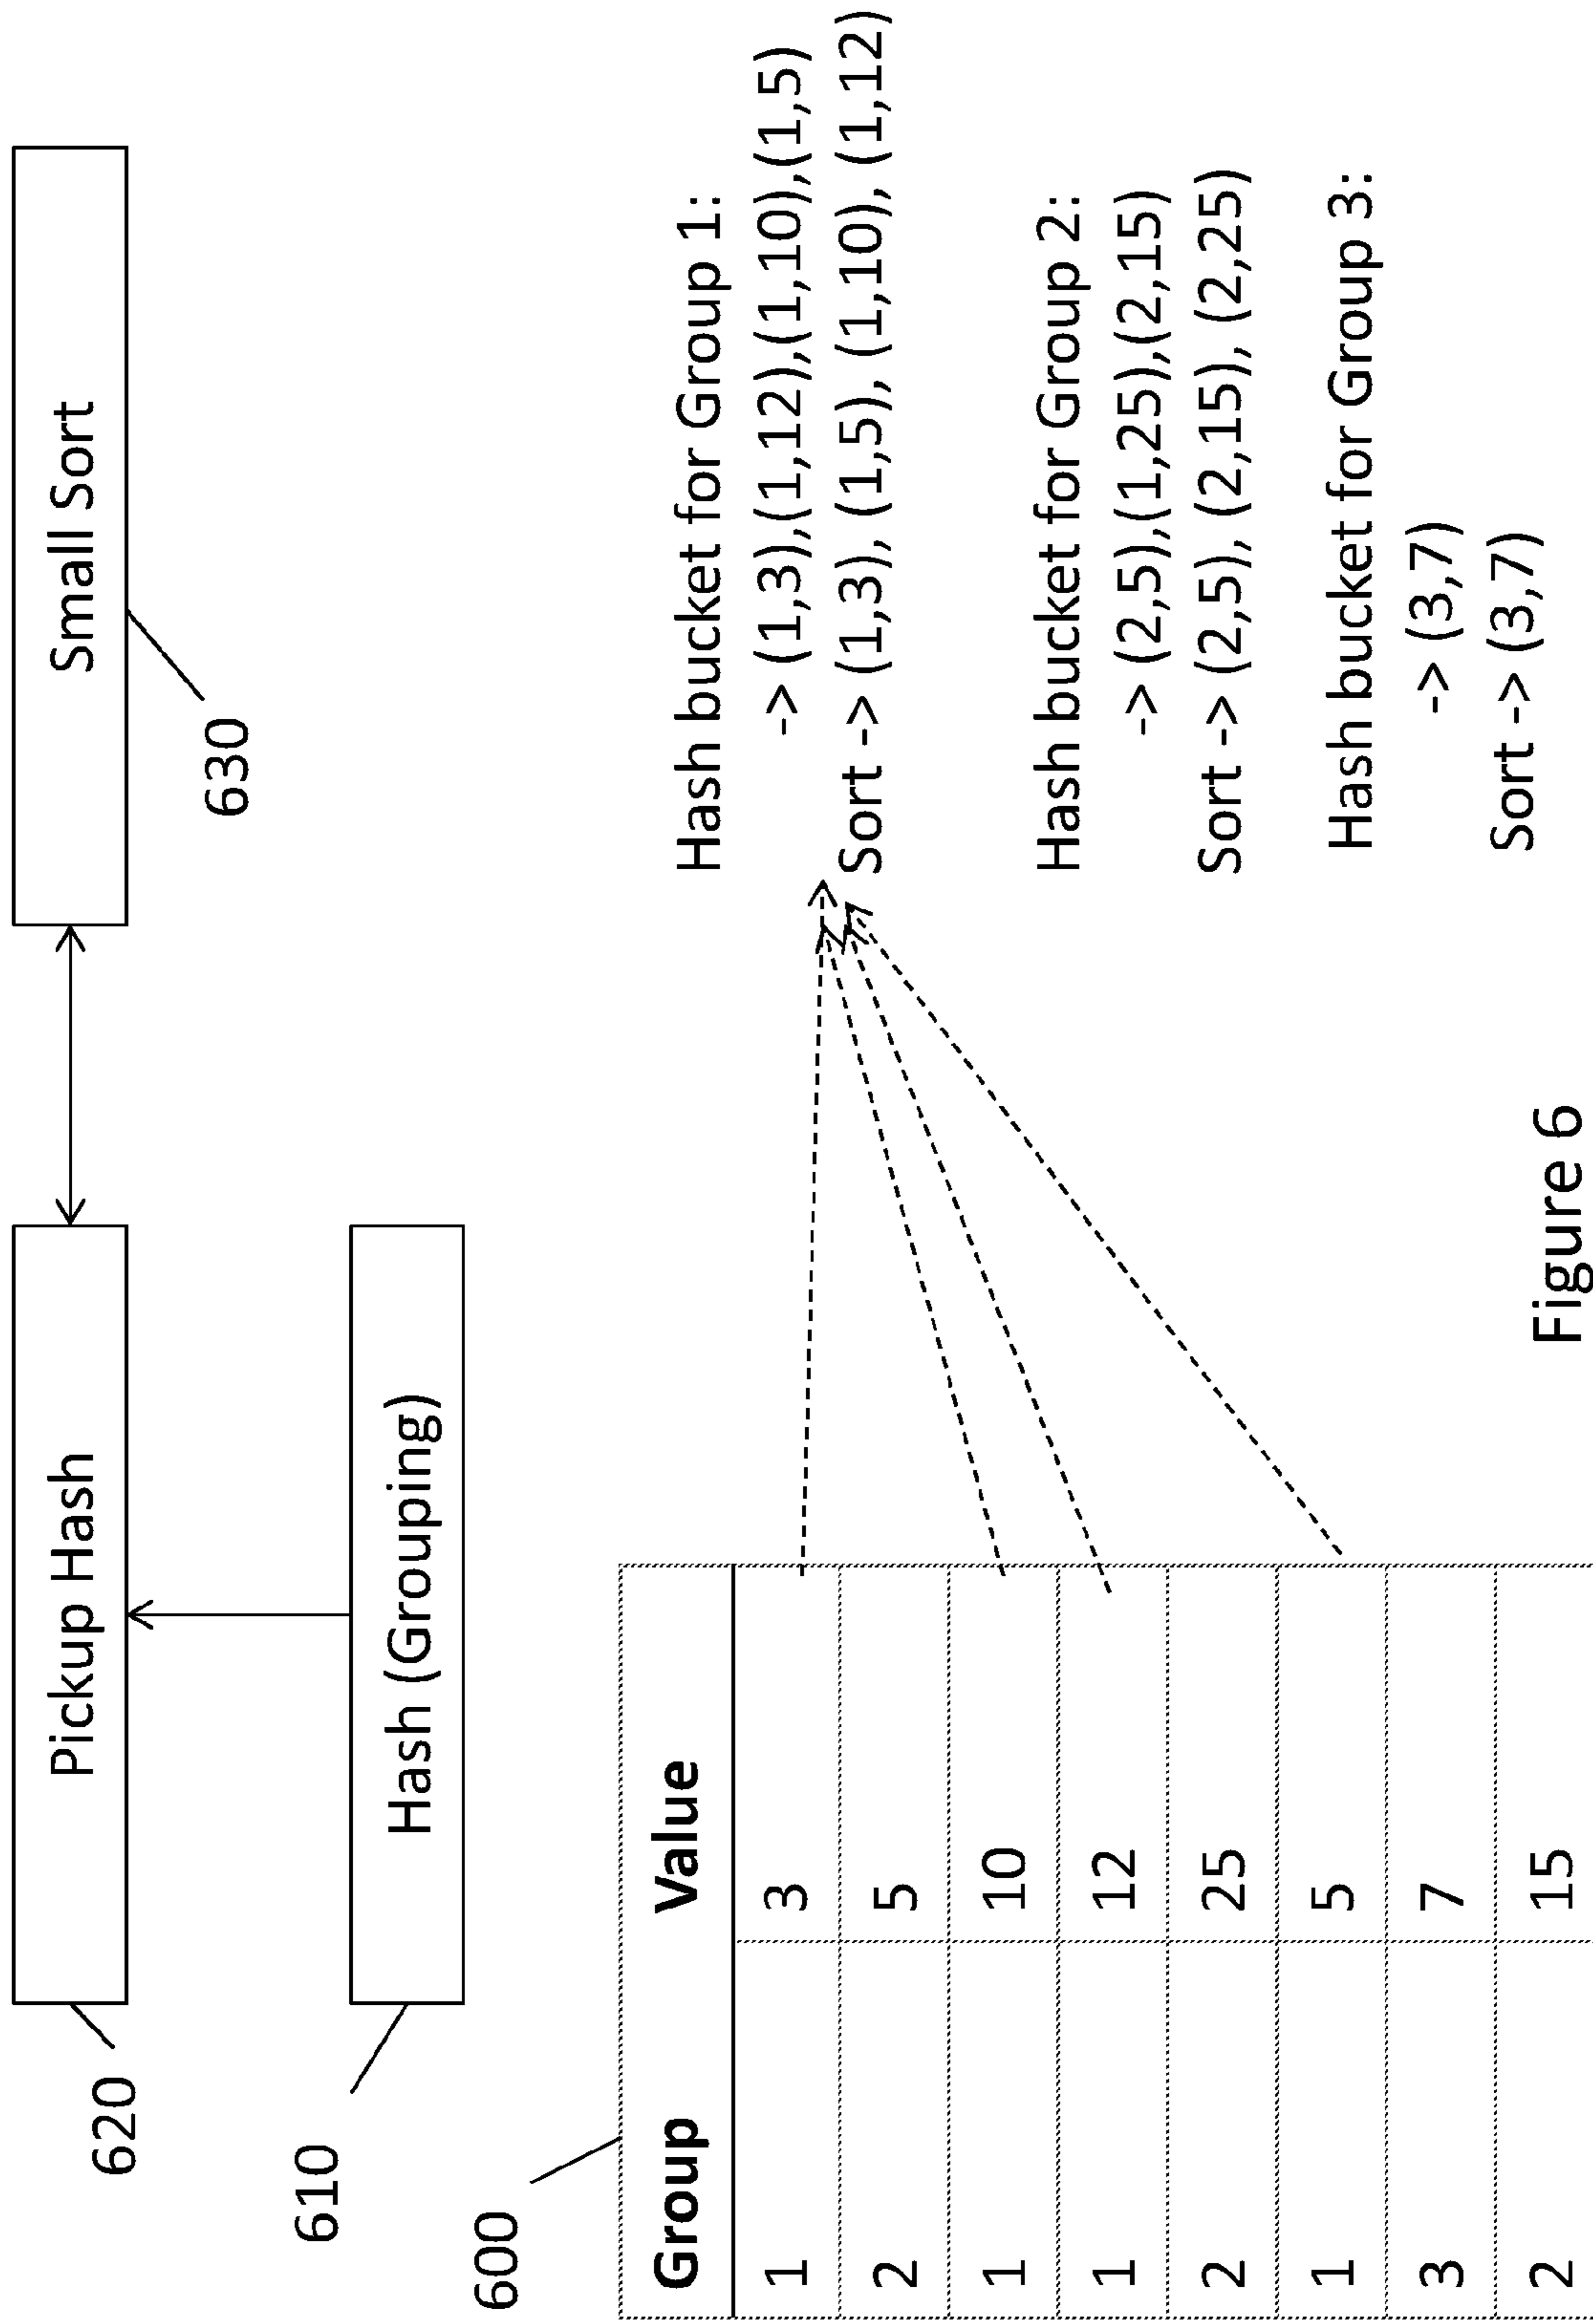 Pickup Hash
Small Sort
620
630
Hash (Grouping)
610
600
Group Value
1 3
2 5
1 10
1 12
2 25
1 5
3 7
2 15
Hash bucket for Group 1:
-> (1,3),(1,12),(1,10),(1,5)
Sort -> (1,3), (1,5), (1,10), (1,12)
Hash bucket for Group 2:
-> (2,5),(1,25),(2,15)
Sort -> (2,5), (2,15), (2,25)
Hash bucket for Group 3:
-> (3,7)
Sort -> (3,7)
Figure 6